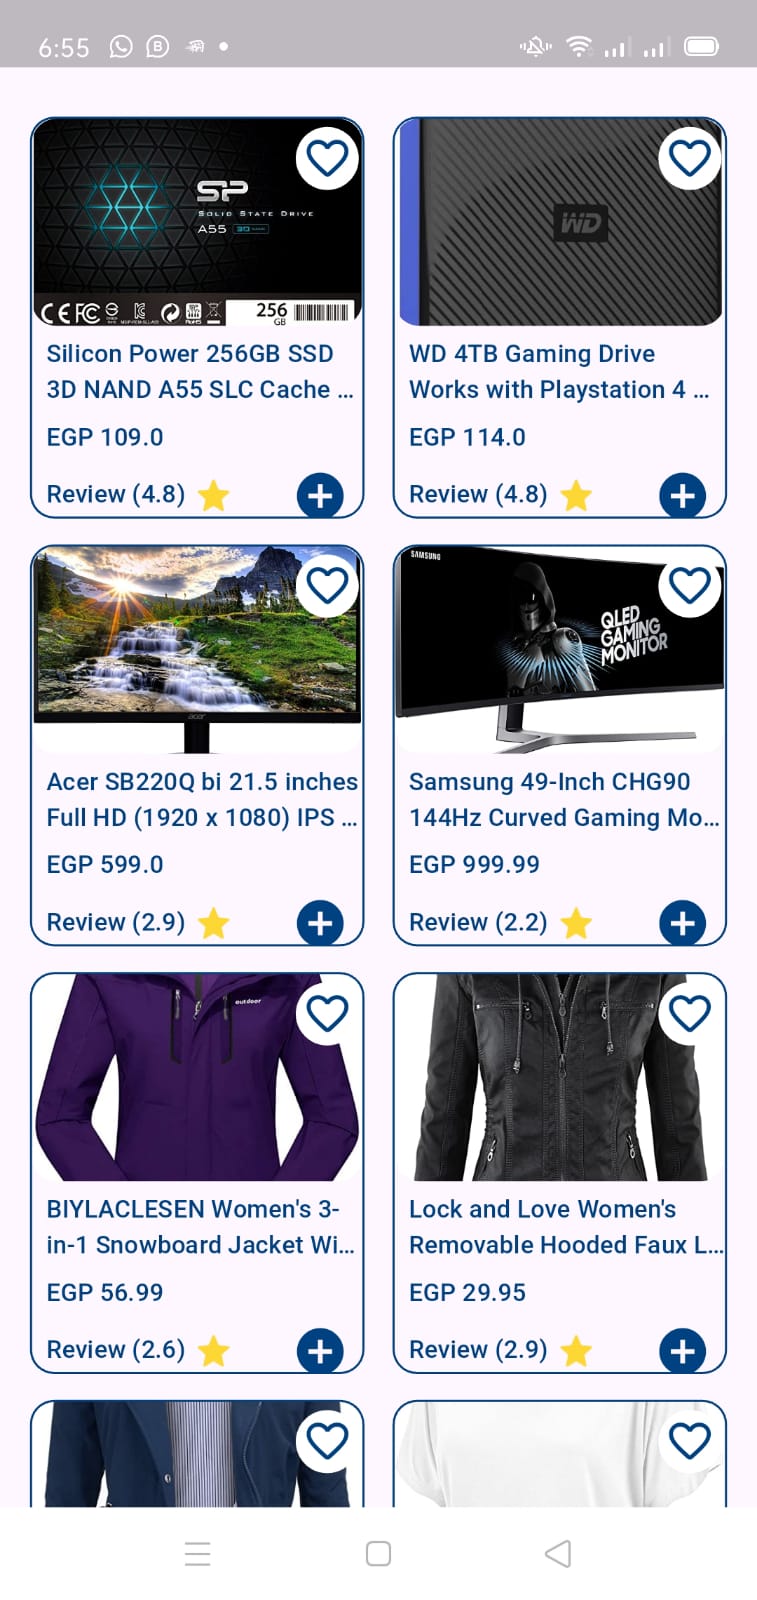 6:55
SP
SOLID STATE DRIVE
A55 3D NAND
256
GB
Silicon Power 256GB SSD
3D NAND A55 SLC Cache ...
EGP 109.0
Review (4.8)
WD
WD 4TB Gaming Drive
Works with Playstation 4 ...
EGP 114.0
Review (4.8)
acer
Acer SB220Q bi 21.5 inches
Full HD (1920 x 1080) IPS ...
EGP 599.0
Review (2.9)
SAMSUNG
QLED
GAMING
MONITOR
Samsung 49-Inch CHG90
144Hz Curved Gaming Mo...
EGP 999.99
Review (2.2)
outdoor
BIYLACLESEN Women's 3-
in-1 Snowboard Jacket Wi...
EGP 56.99
Review (2.6)
Lock and Love Women's
Removable Hooded Faux L...
EGP 29.95
Review (2.9)